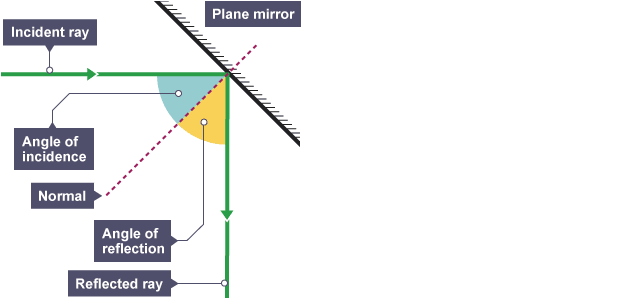 Plane mirror
Incident ray
Angle of
incidence
Normal
Angle of
reflection
Reflected ray